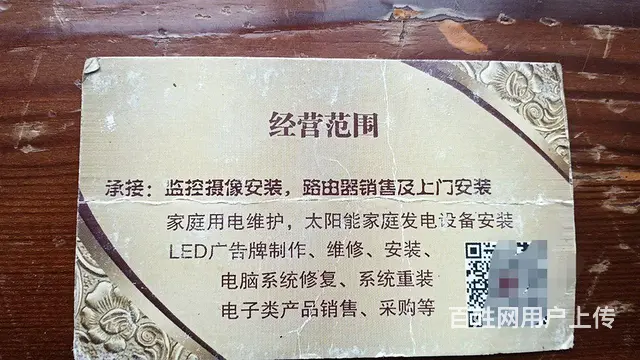 经营范围
承接：监控摄像安装，路由器销售及上门安装
家庭用电维护，太阳能家庭发电设备安装
LED广告牌制作、维修、安装、
电脑系统修复、系统重装
电子类产品销售、采购等
百姓网用户上传